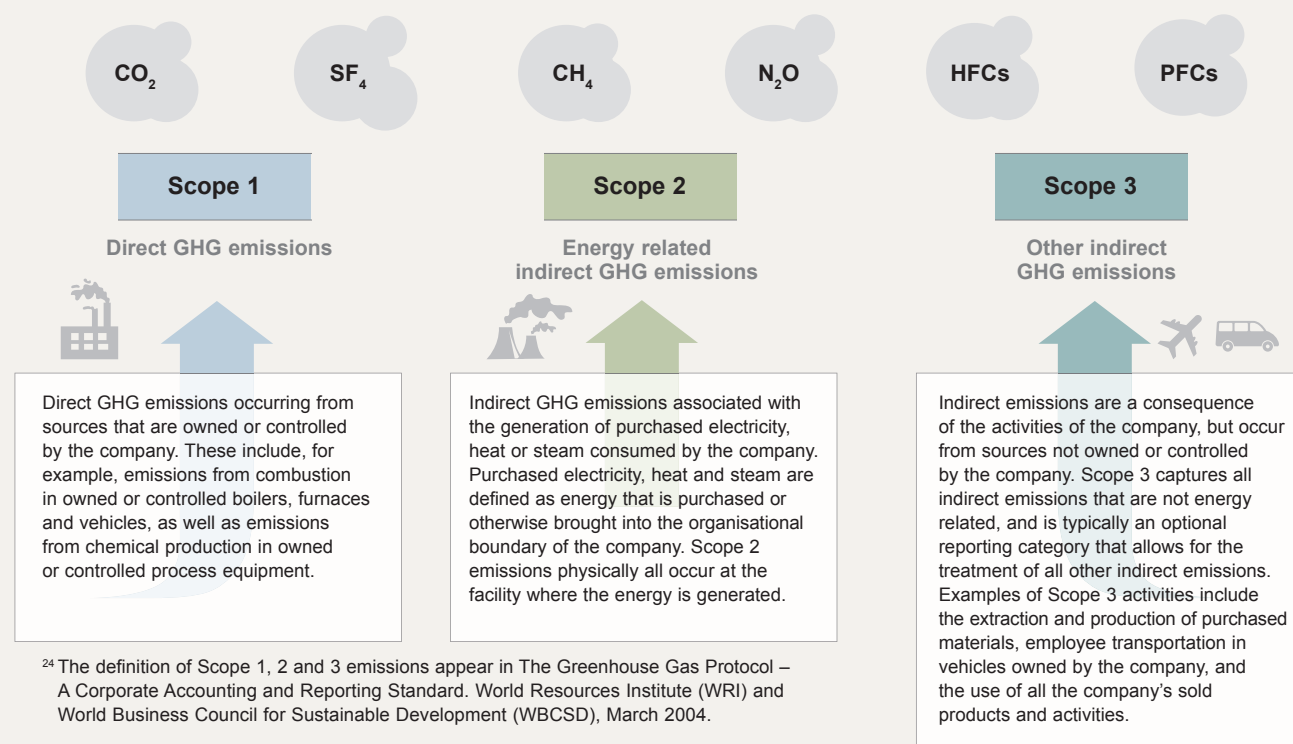 CO₂
SF₄
CH₄
N₂O
HFCs
PFCs
Scope 1
Direct GHG emissions
Direct GHG emissions occurring from
sources that are owned or controlled
by the company. These include, for
example, emissions from combustion
in owned or controlled boilers, furnaces
and vehicles, as well as emissions
from chemical production in owned
or controlled process equipment.
Scope 2
Energy related
indirect GHG emissions
Indirect GHG emissions associated with
the generation of purchased electricity,
heat or steam consumed by the company.
Purchased electricity, heat and steam are
defined as energy that is purchased or
otherwise brought into the organisational
boundary of the company. Scope 2
emissions physically all occur at the
facility where the energy is generated.
Scope 3
Other indirect
GHG emissions
Indirect emissions are a consequence
of the activities of the company, but occur
from sources not owned or controlled
by the company. Scope 3 captures all
indirect emissions that are not energy
related, and is typically an optional
reporting category that allows for the
treatment of all other indirect emissions.
Examples of Scope 3 activities include
the extraction and production of purchased
materials, employee transportation in
vehicles owned by the company, and
the use of all the company's sold
products and activities.
²⁴ The definition of Scope 1, 2 and 3 emissions appear in The Greenhouse Gas Protocol –
A Corporate Accounting and Reporting Standard. World Resources Institute (WRI) and
World Business Council for Sustainable Development (WBCSD), March 2004.